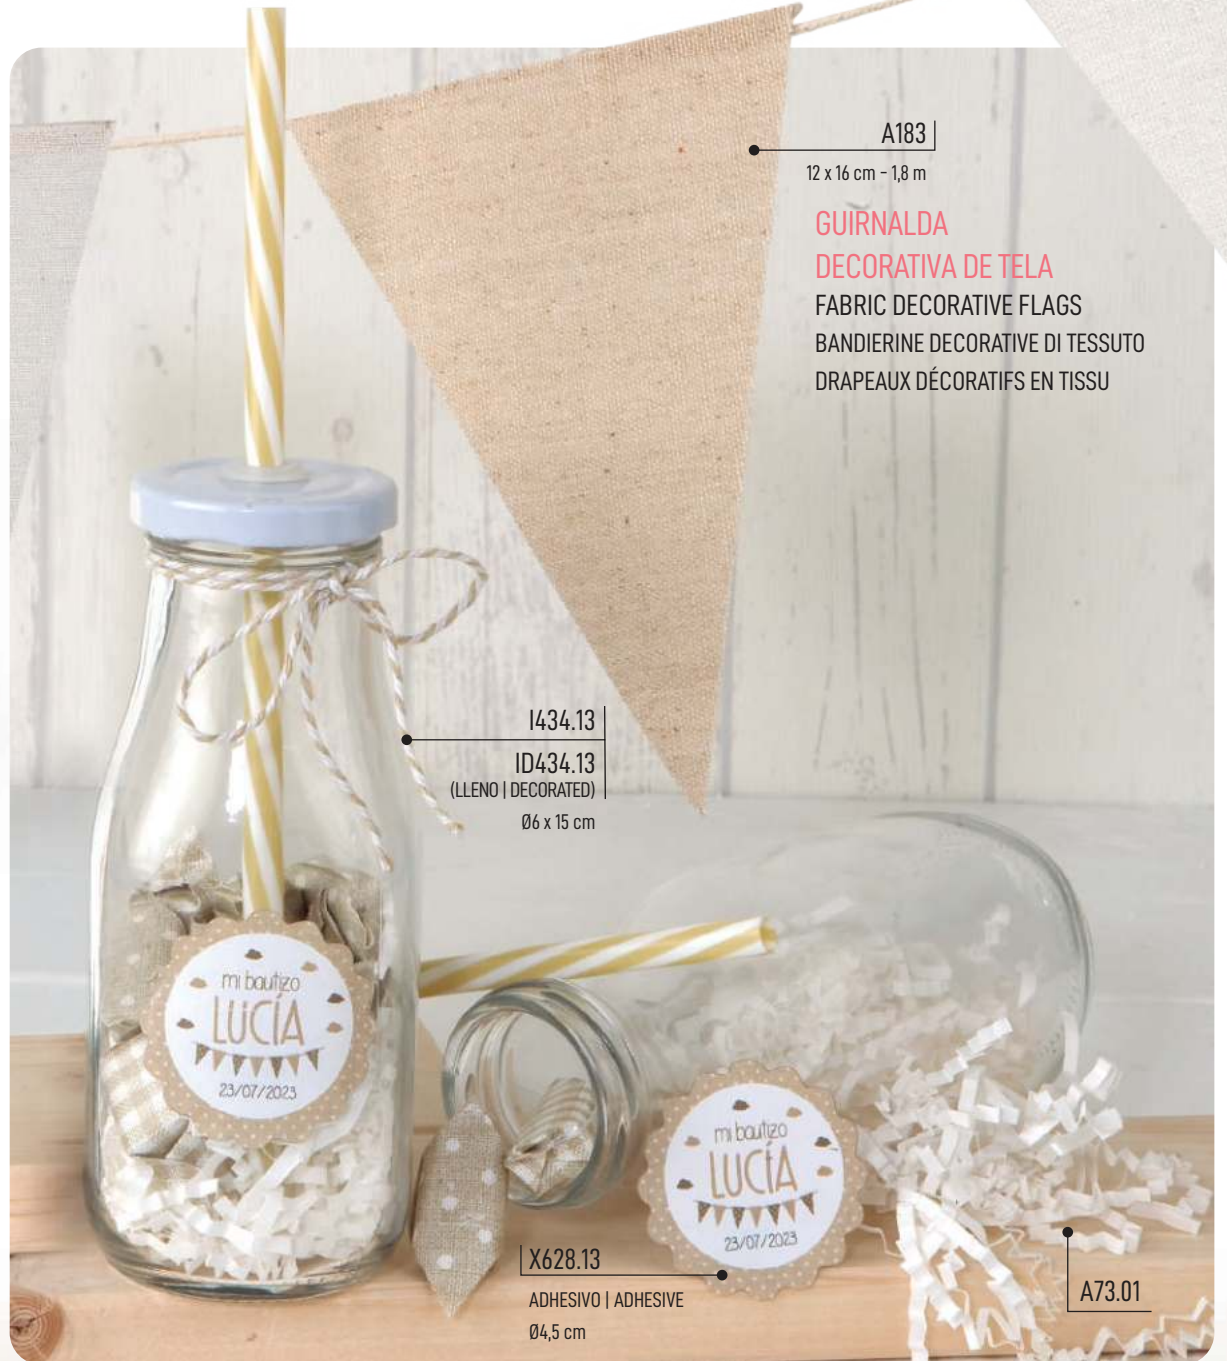 A183
12 x 16 cm - 1,8 m
GUIRNALDA
DECORATIVA DE TELA
FABRIC DECORATIVE FLAGS
BANDIERINE DECORATIVE DI TESSUTO
DRAPEAUX DÉCORATIFS EN TISSU
I434.13
ID434.13
(LLENO | DECORATED)
Ø6 x 15 cm
mi bautizo
LUCÍA
23/07/2023
mi bautizo
LUCÍA
23/07/2023
X628.13
ADHESIVO | ADHESIVE
Ø4,5 cm
A73.01